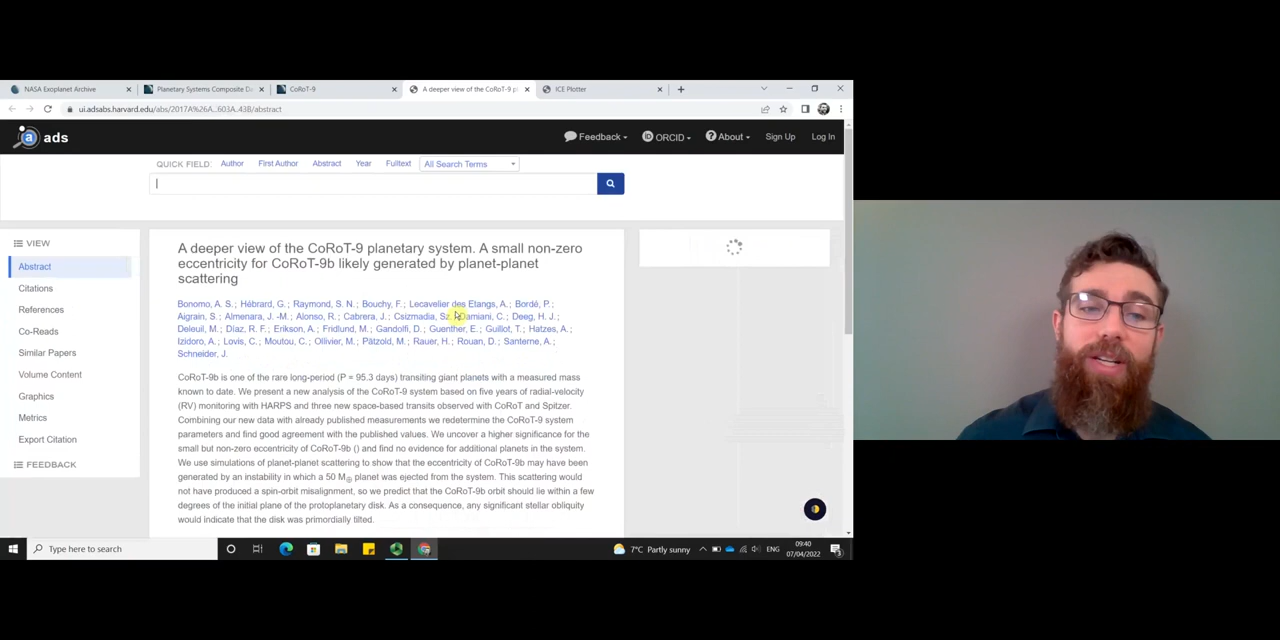 NASA Exoplanet Archive
Planetary Systems Composite Da
CoRoT-9
A deeper view of the CoRoT-9 p
ICE Plotter
ui.adsabs.harvard.edu/abs/2017A%26A...603A..43B/abstract
ads
Feedback
ORCID
About
Sign Up
Log In
QUICK FIELD:
Author
First Author
Abstract
Year
Fulltext
All Search Terms
VIEW
Abstract
Citations
References
Co-Reads
Similar Papers
Volume Content
Graphics
Metrics
Export Citation
FEEDBACK
A deeper view of the CoRoT-9 planetary system. A small non-zero
eccentricity for CoRoT-9b likely generated by planet-planet
scattering
Bonomo, A. S.; Hébrard, G.; Raymond, S. N.; Bouchy, F.; Lecavelier des Etangs, A.; Bordé, P.;
Aigrain, S.; Almenara, J. -M.; Alonso, R.; Cabrera, J.; Csizmadia, Sz. Damiani, C.; Deeg, H. J.;
Deleuil, M.; Díaz, R. F.; Erikson, A.; Fridlund, M.; Gandolfi, D.; Guenther, E.; Guillot, T.; Hatzes, A.;
Izidoro, A.; Lovis, C.; Moutou, C.; Ollivier, M.; Pätzold, M.; Rauer, H.; Rouan, D.; Santerne, A.;
Schneider, J.
CoRoT-9b is one of the rare long-period (P = 95.3 days) transiting giant planets with a measured mass
known to date. We present a new analysis of the CoRoT-9 system based on five years of radial-velocity
(RV) monitoring with HARPS and three new space-based transits observed with CoRoT and Spitzer.
Combining our new data with already published measurements we redetermine the CoRoT-9 system
parameters and find good agreement with the published values. We uncover a higher significance for the
small but non-zero eccentricity of CoRoT-9b () and find no evidence for additional planets in the system.
We use simulations of planet-planet scattering to show that the eccentricity of CoRoT-9b may have been
generated by an instability in which a 50 M⊕ planet was ejected from the system. This scattering would
not have produced a spin-orbit misalignment, so we predict that the CoRoT-9b orbit should lie within a few
degrees of the initial plane of the protoplanetary disk. As a consequence, any significant stellar obliquity
would indicate that the disk was primordially tilted.
Type here to search
7°C Partly sunny
ENG
09:40
07/04/2022